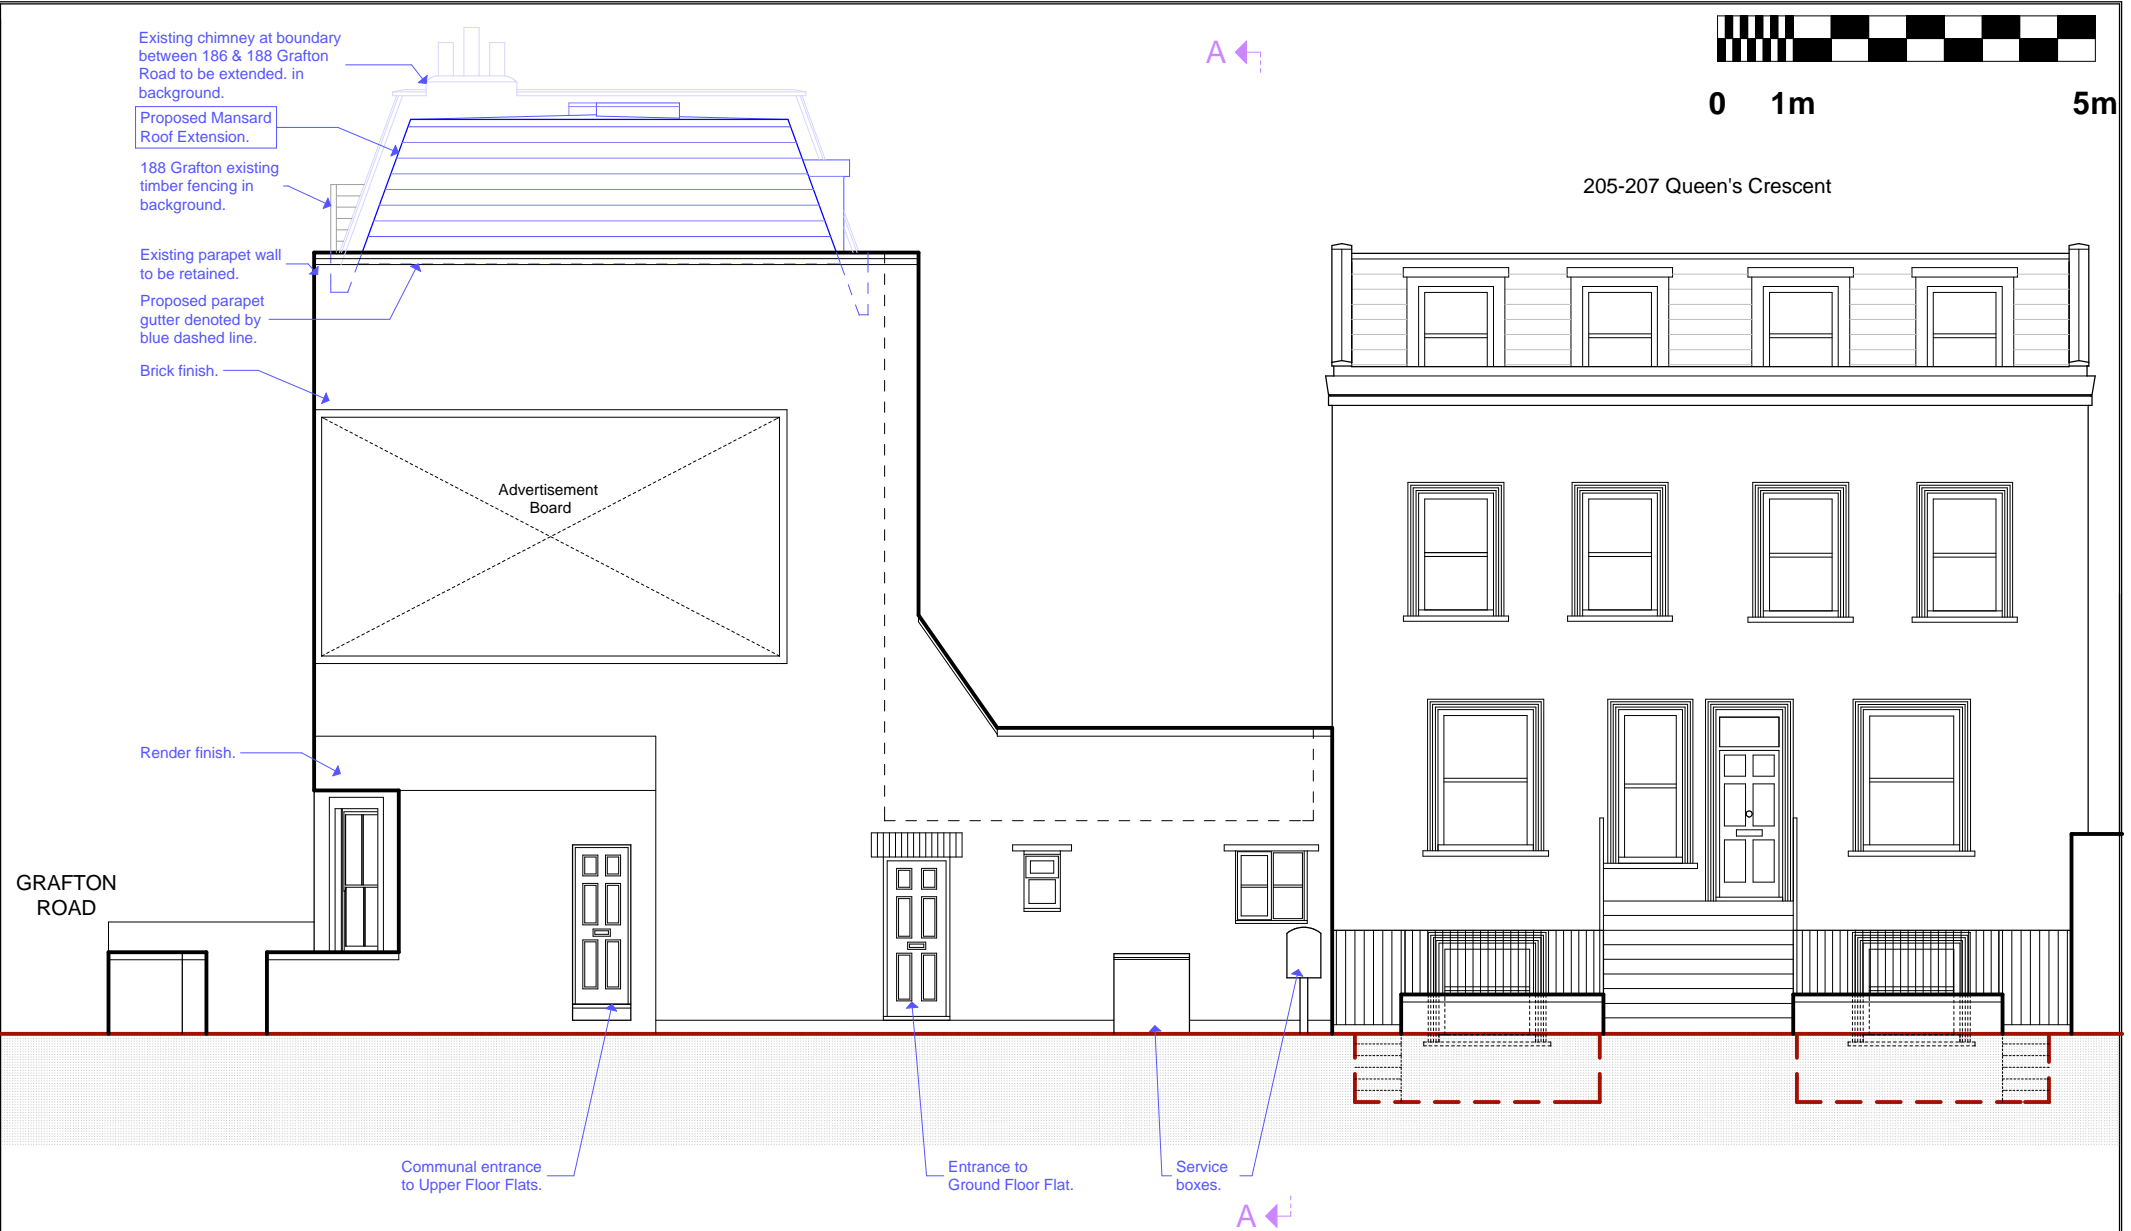 Existing chimney at boundary
between 186 & 188 Grafton
Road to be extended. in
background.
Proposed Mansard
Roof Extension.
188 Grafton existing
timber fencing in
background.
Existing parapet wall
to be retained.
Proposed parapet
gutter denoted by
blue dashed line.
Brick finish.
Advertisement
Board
Render finish.
GRAFTON
ROAD
A
0 1m 5m
205-207 Queen's Crescent
Communal entrance
to Upper Floor Flats.
Entrance to
Ground Floor Flat.
Service
boxes.
A